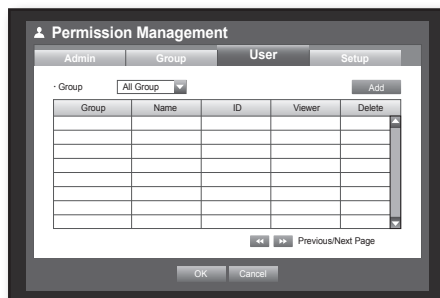 Permission Management
Admin Group User Setup
· Group All Group Add
Group Name ID Viewer Delete
Previous/Next Page
OK Cancel